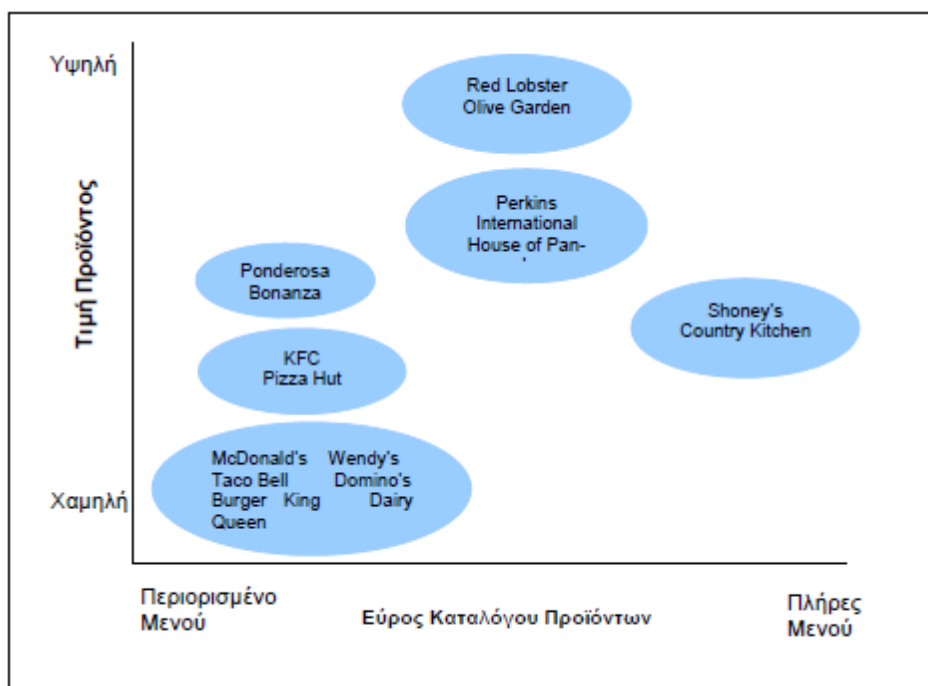 Υψηλή
Red Lobster
Olive Garden
Τιμή Προϊόντος
Perkins
International
House of Pan-
Ponderosa
Bonanza
Shoney's
Country Kitchen
KFC
Pizza Hut
McDonald's Wendy's
Taco Bell Domino's
Burger King Dairy
Queen
Χαμηλή
Περιορισμένο
Μενού
Εύρος Καταλόγου Προϊόντων
Πλήρες
Μενού